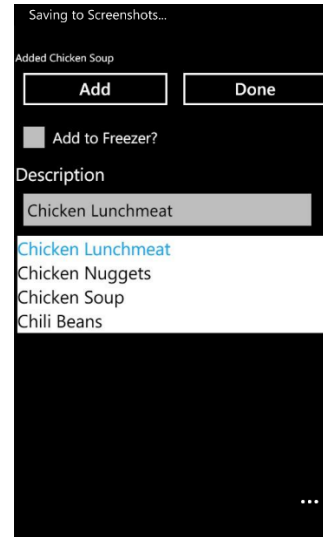 Saving to Screenshots...
Added Chicken Soup
Add Done
Add to Freezer?
Description
Chicken Lunchmeat
Chicken Lunchmeat
Chicken Nuggets
Chicken Soup
Chili Beans
...